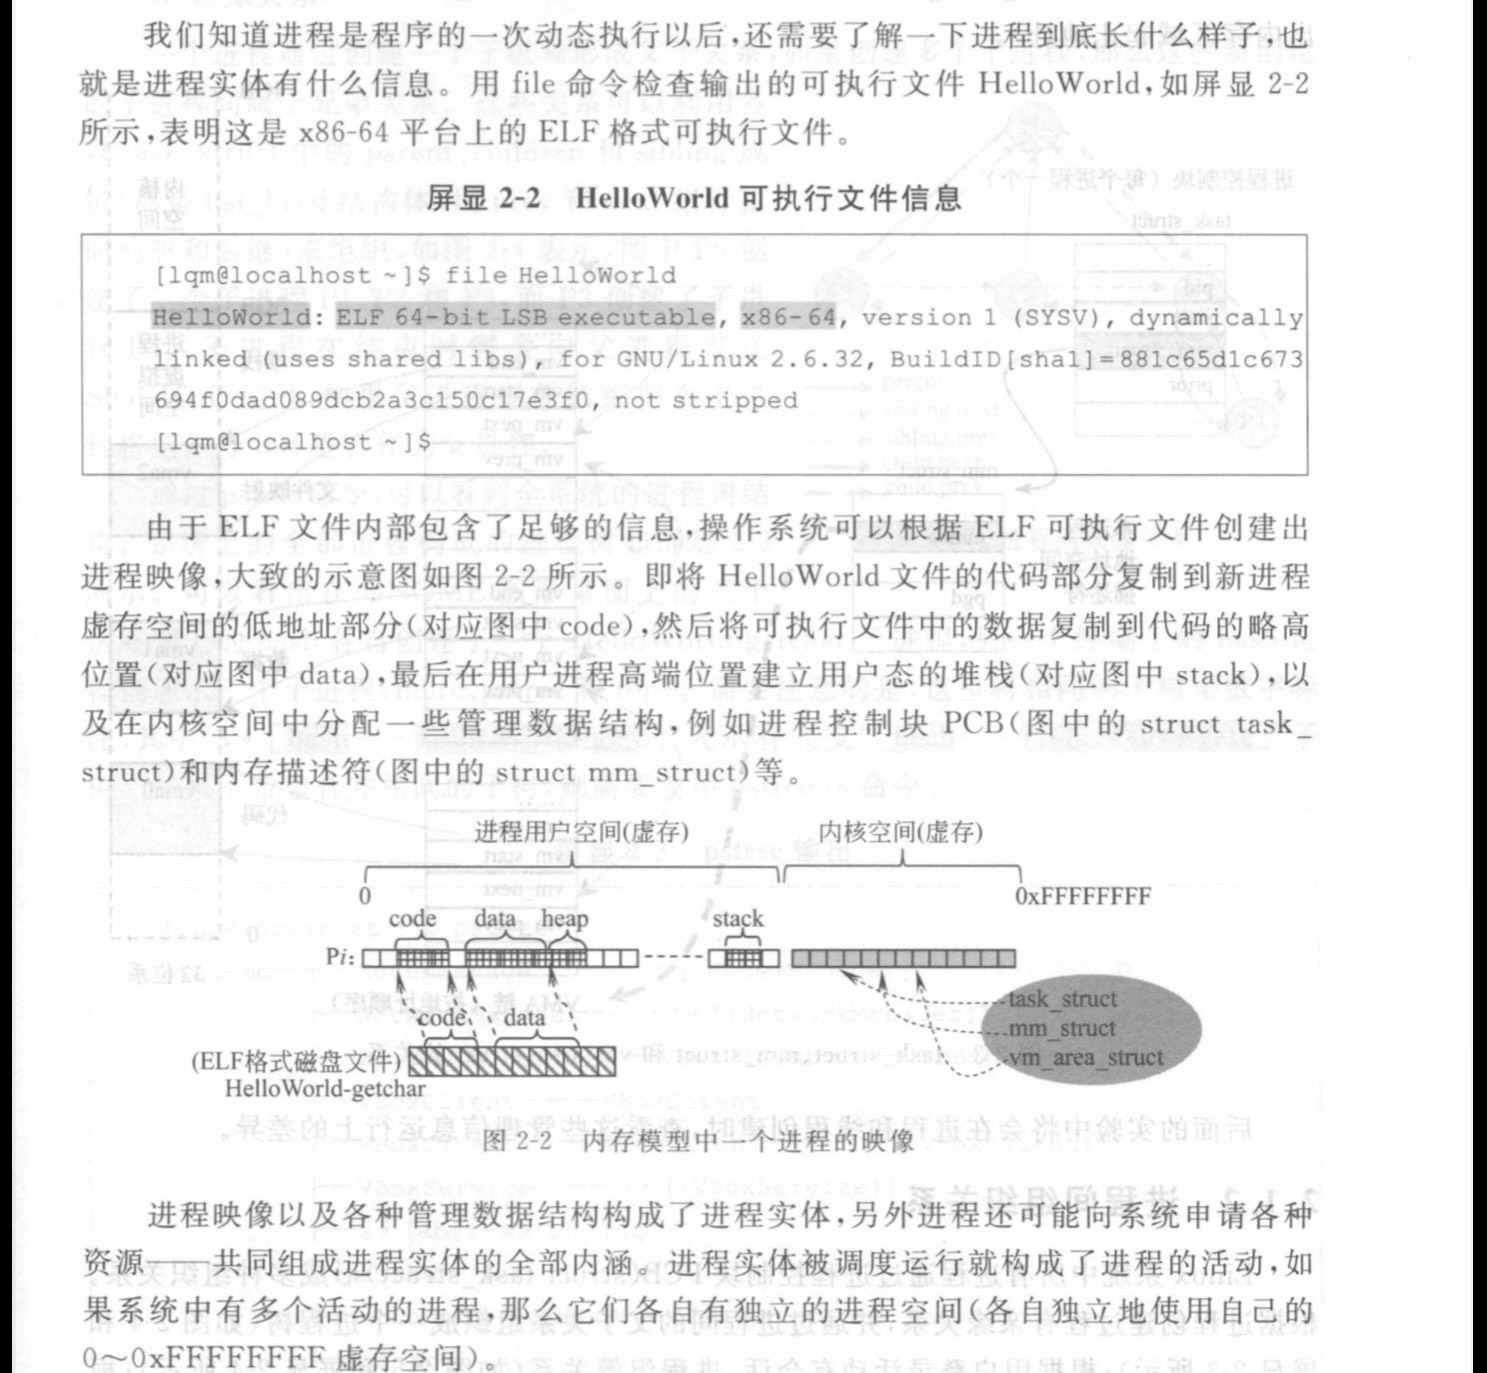 我们知道进程是程序的一次动态执行以后,还需要了解一下进程到底长什么样子,也
就是进程实体有什么信息。用 file 命令检查输出的可执行文件 HelloWorld,如屏显 2-2
所示,表明这是 x86-64 平台上的 ELF 格式可执行文件。
屏显 2-2 HelloWorld 可执行文件信息
[lqm@localhost ~]$ file HelloWorld
HelloWorld: ELF 64-bit LSB executable, x86-64, version 1 (SYSV), dynamically
linked (uses shared libs), for GNU/Linux 2.6.32, BuildID[sha1]=881c65d1c673
694f0dad089dcb2a3c150c17e3f0, not stripped
[lqm@localhost ~]$
由于 ELF 文件内部包含了足够的信息,操作系统可以根据 ELF 可执行文件创建出
进程映像,大致的示意图如图 2-2 所示。即将 HelloWorld 文件的代码部分复制到新进程
虚存空间的低地址部分(对应图中 code),然后将可执行文件中的数据复制到代码的略高
位置(对应图中 data),最后在用户进程高端位置建立用户态的堆栈(对应图中 stack),以
及在内核空间中分配一些管理数据结构,例如进程控制块 PCB(图中的 struct task_
struct)和内存描述符(图中的 struct mm_struct)等。
进程用户空间(虚存) 内核空间(虚存)
0 0xFFFFFFFF
code data heap stack
Pi:
task_struct
code data
mm_struct
(ELF格式磁盘文件) vm_area_struct
HelloWorld-getchar
图 2-2 内存模型中一个进程的映像
进程映像以及各种管理数据结构构成了进程实体,另外进程还可能向系统申请各种
资源——共同组成进程实体的全部内涵。进程实体被调度运行就构成了进程的活动,如
果系统中有多个活动的进程,那么它们各自有独立的进程空间(各自独立地使用自己的
0～0xFFFFFFFF 虚存空间)。